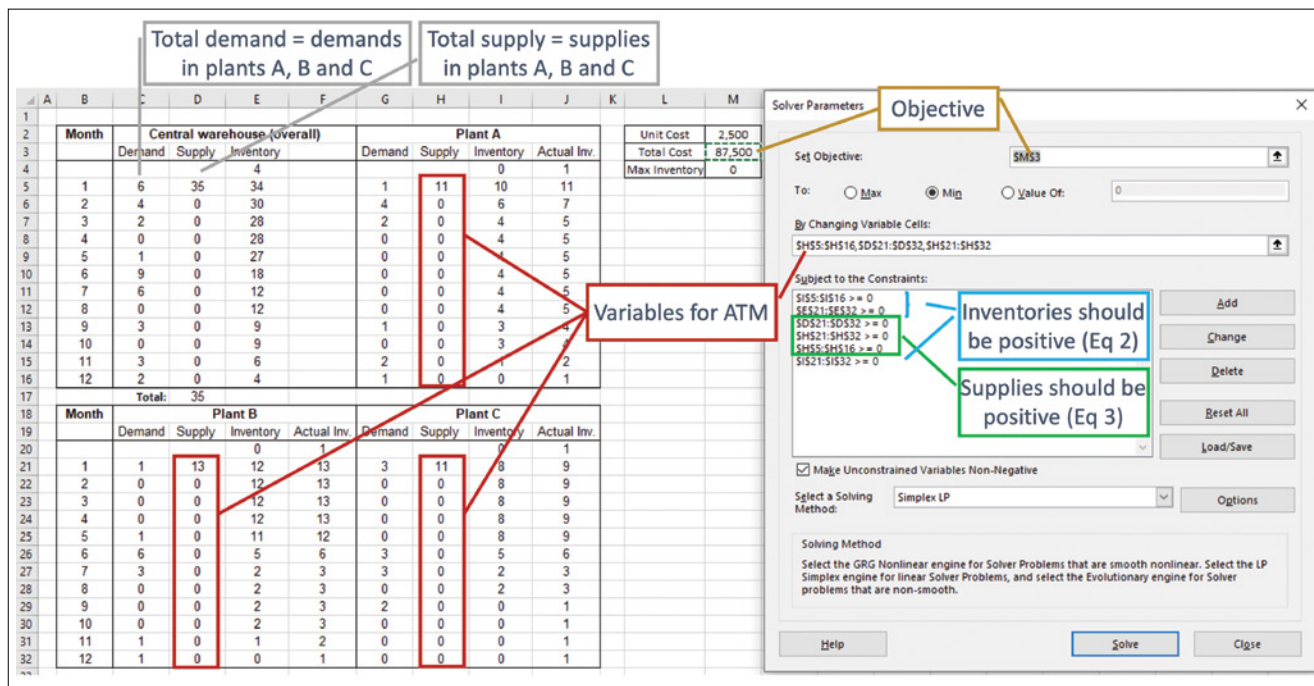 Total demand = demands
in plants A, B and C
Total supply = supplies
in plants A, B and C
A B C D E F G H I J K L M
1
2 Month Central warehouse (overall) Plant A Unit Cost 2,500
3 Demand Supply Inventory Demand Supply Inventory Actual Inv. Total Cost 87,500
4 4 0 1 Max Inventory 0
5 1 6 35 34 1 11 10 11
6 2 4 0 30 4 0 6 7
7 3 2 0 28 2 0 4 5
8 4 0 0 28 0 0 4 5
9 5 1 0 27 0 0 5
10 6 9 0 18 0 0 4 5
11 7 6 0 12 0 0 4 5
12 8 0 0 12 0 0 4 5
13 9 3 0 9 1 0 3 4
14 10 0 0 9 0 0 3
15 11 3 0 6 2 0 1 2
16 12 2 0 4 1 0 0 1
17 Total: 35
18 Month Plant B Plant C
19 Demand Supply Inventory Actual Inv. Demand Supply Inventory Actual Inv.
20 0 1 0 1
21 1 1 13 12 13 3 11 8 9
22 2 0 0 12 13 0 0 8 9
23 3 0 0 12 13 0 0 8 9
24 4 0 0 12 13 0 0 8 9
25 5 1 0 11 12 0 0 8 9
26 6 6 0 5 6 3 0 5 6
27 7 3 0 2 3 3 0 2 3
28 8 0 0 2 3 0 0 2 3
29 9 0 0 2 3 2 0 0 1
30 10 0 0 2 3 0 0 0 1
31 11 1 0 1 2 0 0 0 1
32 12 1 0 0 1 0 0 0 1
Variables for ATM
Solver Parameters
Objective
Set Objective: $M$3
To: Max Min Value Of: 0
By Changing Variable Cells:
$H$5:$H$16,$D$21:$D$32,$H$21:$H$32
Subject to the Constraints:
$I$5:$I$16 >= 0
$E$21:$E$32 >= 0
$D$21:$D$32 >= 0
$H$21:$H$32 >= 0
$H$5:$H$16 >= 0
$I$21:$I$32 >= 0
Inventories should
be positive (Eq 2)
Supplies should be
positive (Eq 3)
Add
Change
Delete
Reset All
Load/Save
Make Unconstrained Variables Non-Negative
Select a Solving
Method:
Simplex LP
Options
Solving Method
Select the GRG Nonlinear engine for Solver Problems that are smooth nonlinear. Select the LP
Simplex engine for linear Solver Problems, and select the Evolutionary engine for Solver
problems that are non-smooth.
Help
Solve
Close